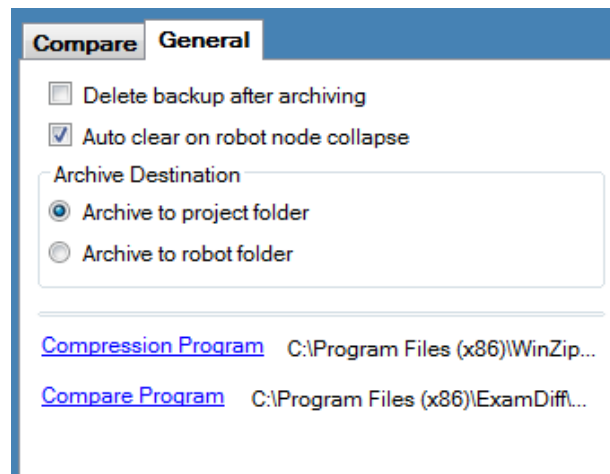 Compare General
Delete backup after archiving
Auto clear on robot node collapse
Archive Destination
Archive to project folder
Archive to robot folder
Compression Program C:\Program Files (x86)\WinZip...
Compare Program C:\Program Files (x86)\ExamDiff\...